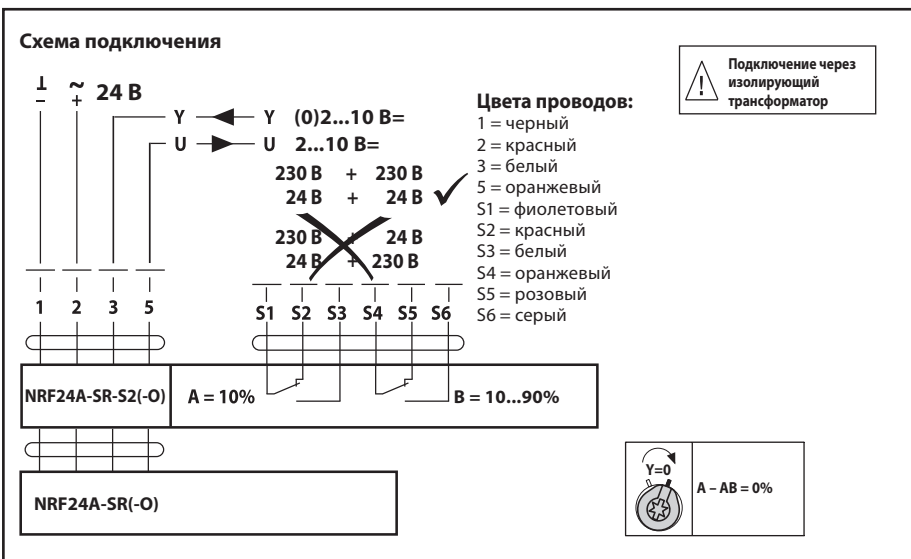 Схема подключения
⊥ ~ 24 В
– +
Y Y (0)2...10 В=
U U 2...10 В=
230 В + 230 В
24 В + 24 В
230 В + 24 В
24 В + 230 В
Цвета проводов:
1 = черный
2 = красный
3 = белый
5 = оранжевый
S1 = фиолетовый
S2 = красный
S3 = белый
S4 = оранжевый
S5 = розовый
S6 = серый
Подключение через
изолирующий
трансформатор
1 2 3 5 S1 S2 S3 S4 S5 S6
NRF24A-SR-S2(-O) A = 10% B = 10...90%
NRF24A-SR(-O)
Y=0
A – AB = 0%